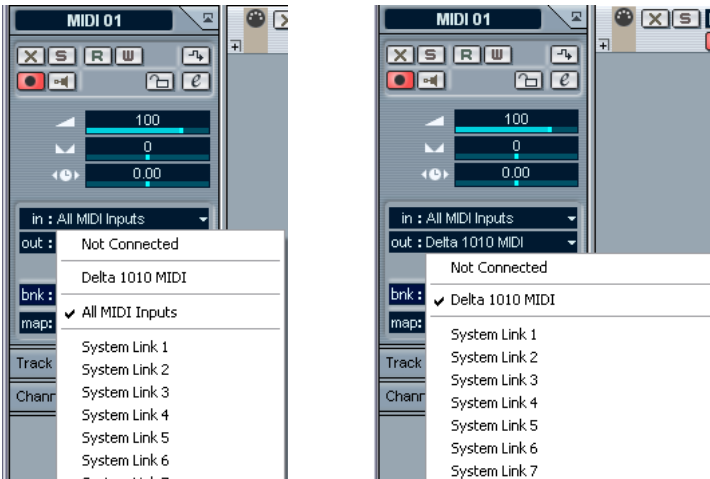 MIDI 01
X S R W
e
100
0
0.00
in : All MIDI Inputs
out :
Not Connected
Delta 1010 MIDI
bnk :
✓ All MIDI Inputs
map:
System Link 1
Track
System Link 2
System Link 3
Chann
System Link 4
System Link 5
System Link 6
X
MIDI 01
X S R W
e
100
0
0.00
in : All MIDI Inputs
out : Delta 1010 MIDI
Not Connected
bnk :
✓ Delta 1010 MIDI
map:
System Link 1
Track
System Link 2
System Link 3
Chann
System Link 4
System Link 5
System Link 6
System Link 7
X S